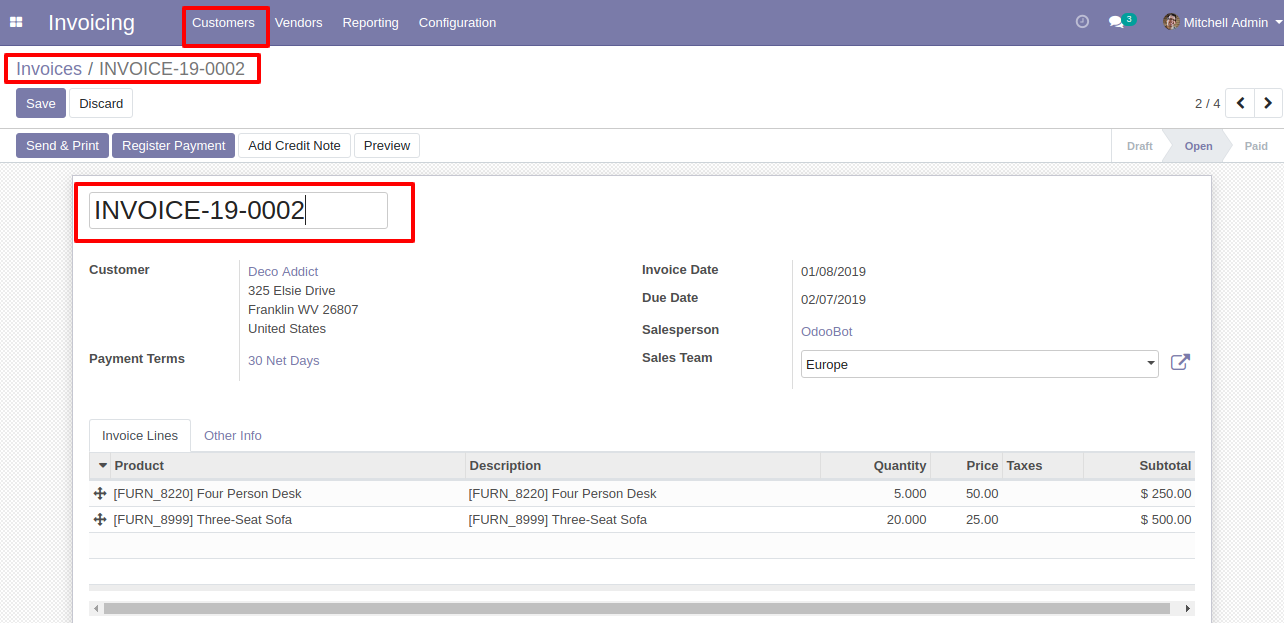 Invoicing Customers Vendors Reporting Configuration 3 Mitchell Admin
Invoices / INVOICE-19-0002
Save Discard 2 / 4
Send & Print Register Payment Add Credit Note Preview Draft Open Paid
INVOICE-19-0002
Customer Deco Addict Invoice Date 01/08/2019
325 Elsie Drive
Franklin WV 26807 Due Date 02/07/2019
United States Salesperson OdooBot
Payment Terms 30 Net Days Sales Team Europe
Invoice Lines Other Info
Product Description Quantity Price Taxes Subtotal
[FURN_8220] Four Person Desk [FURN_8220] Four Person Desk 5.000 50.00 $ 250.00
[FURN_8999] Three-Seat Sofa [FURN_8999] Three-Seat Sofa 20.000 25.00 $ 500.00